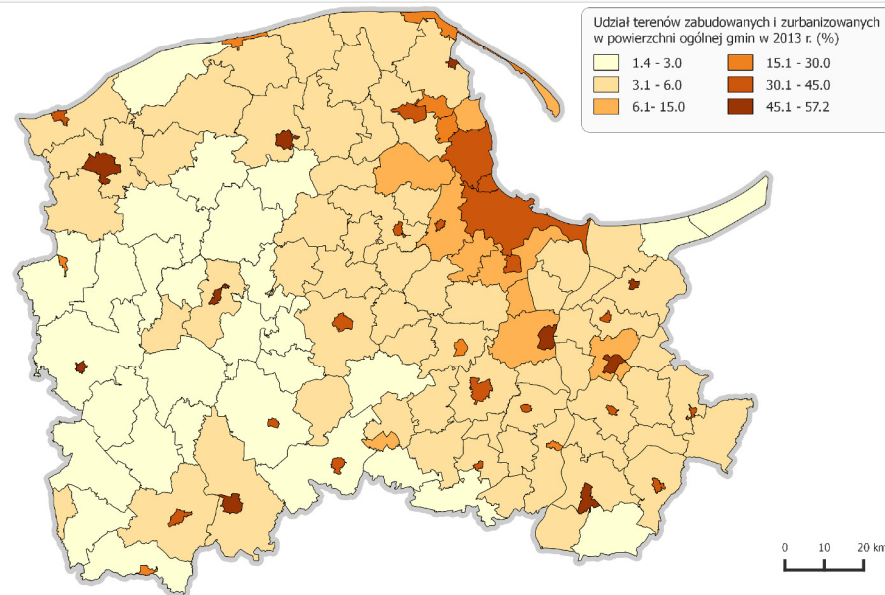 Udział terenów zabudowanych i zurbanizowanych
w powierzchni ogólnej gmin w 2013 r. (%)
1.4 - 3.0
15.1 - 30.0
3.1 - 6.0
30.1 - 45.0
6.1- 15.0
45.1 - 57.2
0 10 20 km